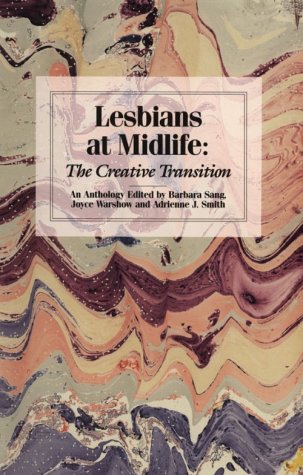 Lesbians
at Midlife:
The Creative Transition
An Anthology Edited by Barbara Sang,
Joyce Warshow and Adrienne J. Smith